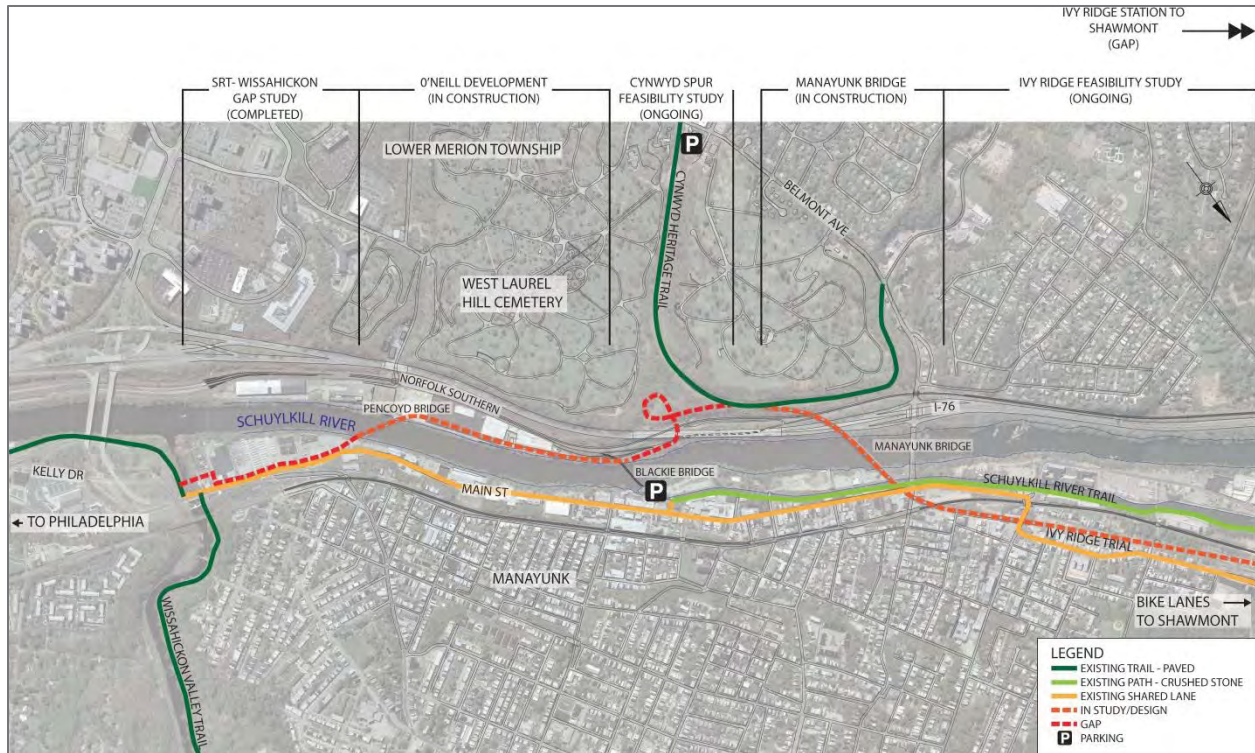 IVY RIDGE STATION TO
SHAWMONT
(GAP)
SRT- WISSAHICKON
GAP STUDY
(COMPLETED)
0'NEILL DEVELOPMENT
(IN CONSTRUCTION)
CYNWYD SPUR
FEASIBILITY STUDY
(ONGOING)
MANAYUNK BRIDGE
(IN CONSTRUCTION)
IVY RIDGE FEASIBILITY STUDY
(ONGOING)
LOWER MERION TOWNSHIP
P
CYNWYD HERITAGE TRAIL
BELMONT AVE
WEST LAUREL
HILL CEMETERY
NORFOLK SOUTHERN
PENCOYD BRIDGE
SCHUYLKILL RIVER
I-76
MANAYUNK BRIDGE
KELLY DR
BLACKIE BRIDGE
P
MAIN ST
SCHUYLKILL RIVER TRAIL
TO PHILADELPHIA
IVY RIDGE TRIAL
MANAYUNK
WISSAHICKON VALLEY TRAIL
BIKE LANES
TO SHAWMONT
LEGEND
EXISTING TRAIL - PAVED
EXISTING PATH - CRUSHED STONE
EXISTING SHARED LANE
IN STUDY/DESIGN
GAP
P PARKING